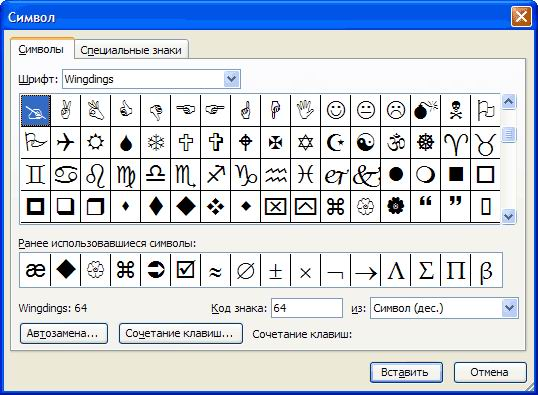 Символ
Символы Специальные знаки
Шрифт: Wingdings
Ранее использовавшиеся символы:
æ ◆ ❀ ⌘ ➲ ☑ ≈ ∅ ± × ¬ → Λ Σ Π β
Wingdings: 64 Код знака: 64 из: Символ (дес.)
Автозамена... Сочетание клавиш... Сочетание клавиш:
Вставить Отмена